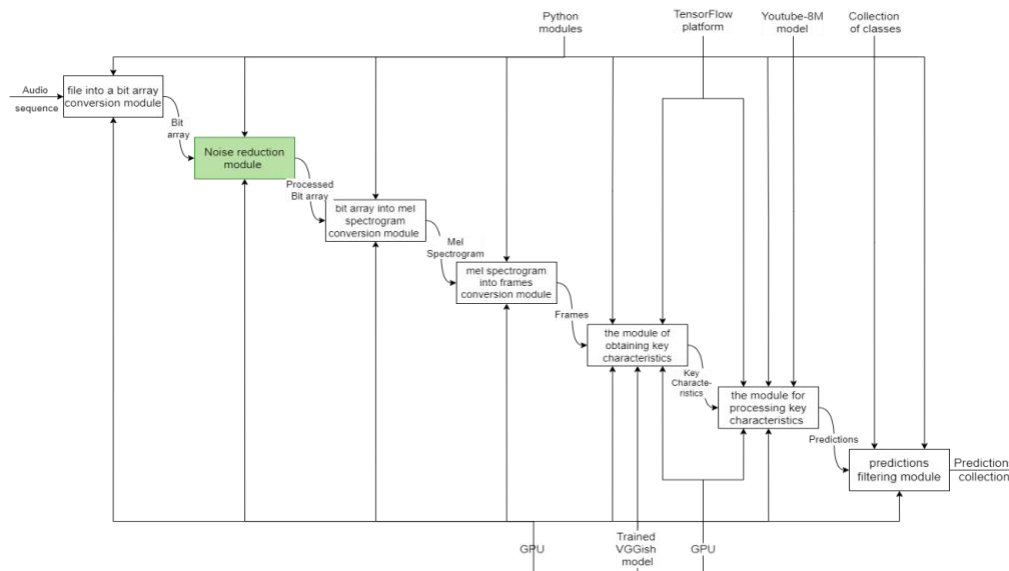 Python
modules
TensorFlow
platform
Youtube-8M
model
Collection
of classes
Audio
sequence
file into a bit array
conversion module
Bit
array
Noise reduction
module
Processed
Bit array
bit array into mel
spectrogram
conversion module
Mel
Spectrogram
mel spectrogram
into frames
conversion module
Frames
the module of
obtaining key
characteristics
Key
Characte-
ristics
the module for
processing key
characteristics
Predictions
predictions
filtering module
Prediction
collection
GPU
Trained
VGGish
model
GPU